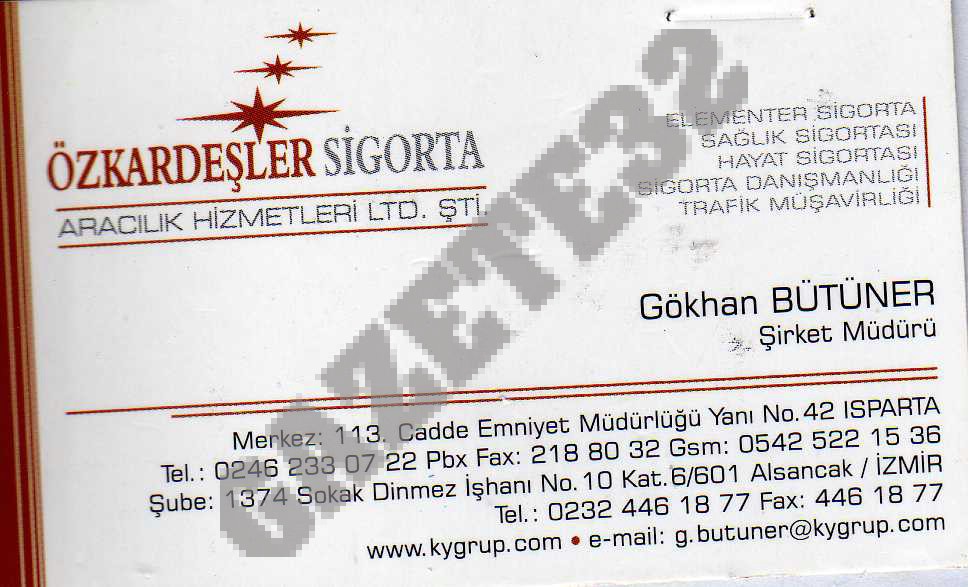 ÖZKARDEŞLER SİGORTA
ARACILIK HİZMETLERİ LTD. ŞTİ.
ELEMENTER SİGORTA
SAĞLIK SİGORTASI
HAYAT SİGORTASI
SİGORTA DANIŞMANLIĞI
TRAFİK MÜŞAVİRLİĞİ
GAZETE32
Gökhan BÜTÜNER
Şirket Müdürü
Merkez: 113. Cadde Emniyet Müdürlüğü Yanı No.42 ISPARTA
Tel.: 0246 233 07 22 Pbx Fax: 218 80 32 Gsm: 0542 522 15 36
Şube: 1374 Sokak Dinmez İşhanı No.10 Kat.6/601 Alsancak / İZMİR
Tel.: 0232 446 18 77 Fax: 446 18 77
www.kygrup.com • e-mail: g.butuner@kygrup.com